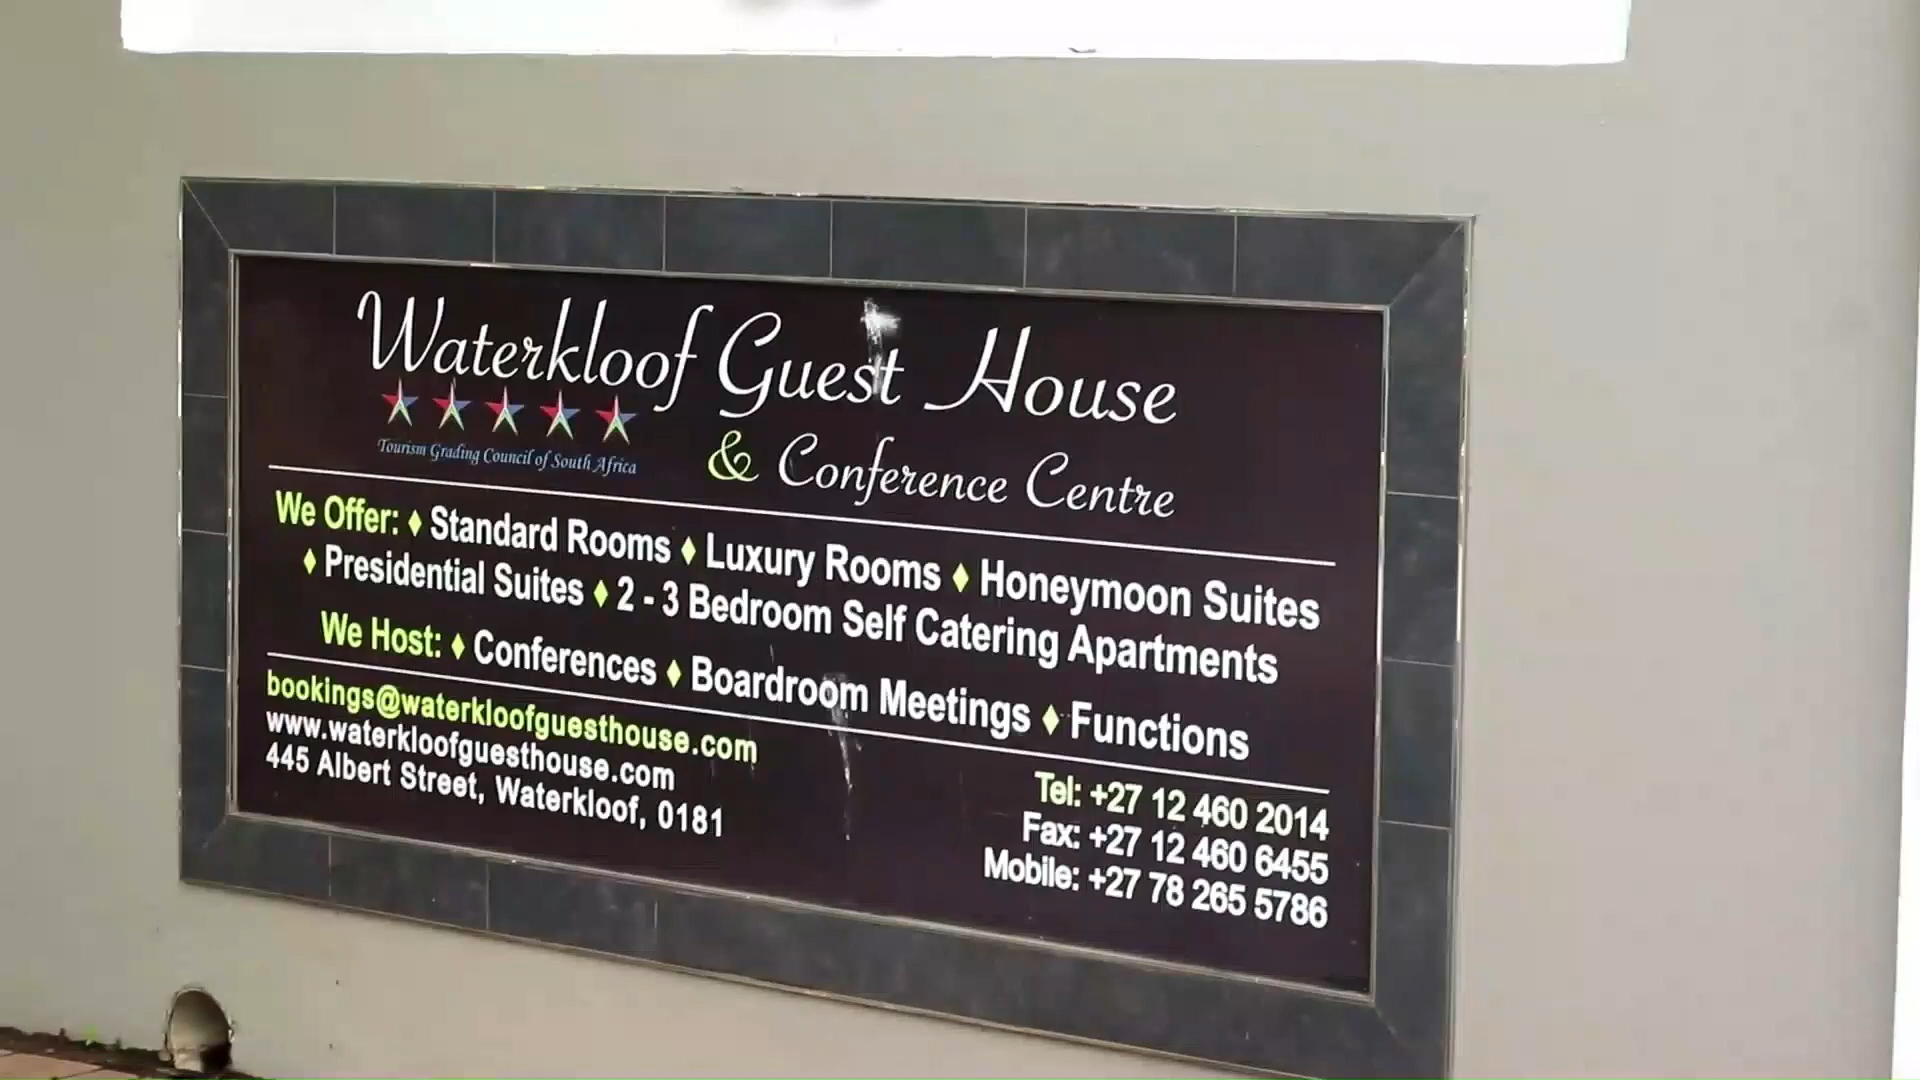 Waterkloof Guest House
Tourism Grading Council of South Africa
& Conference Centre
We Offer: ♦ Standard Rooms ♦ Luxury Rooms ♦ Honeymoon Suites
♦ Presidential Suites ♦ 2 - 3 Bedroom Self Catering Apartments
We Host: ♦ Conferences ♦ Boardroom Meetings ♦ Functions
bookings@waterkloofguesthouse.com
www.waterkloofguesthouse.com
445 Albert Street, Waterkloof, 0181
Tel: +27 12 460 2014
Fax: +27 12 460 6455
Mobile: +27 78 265 5786